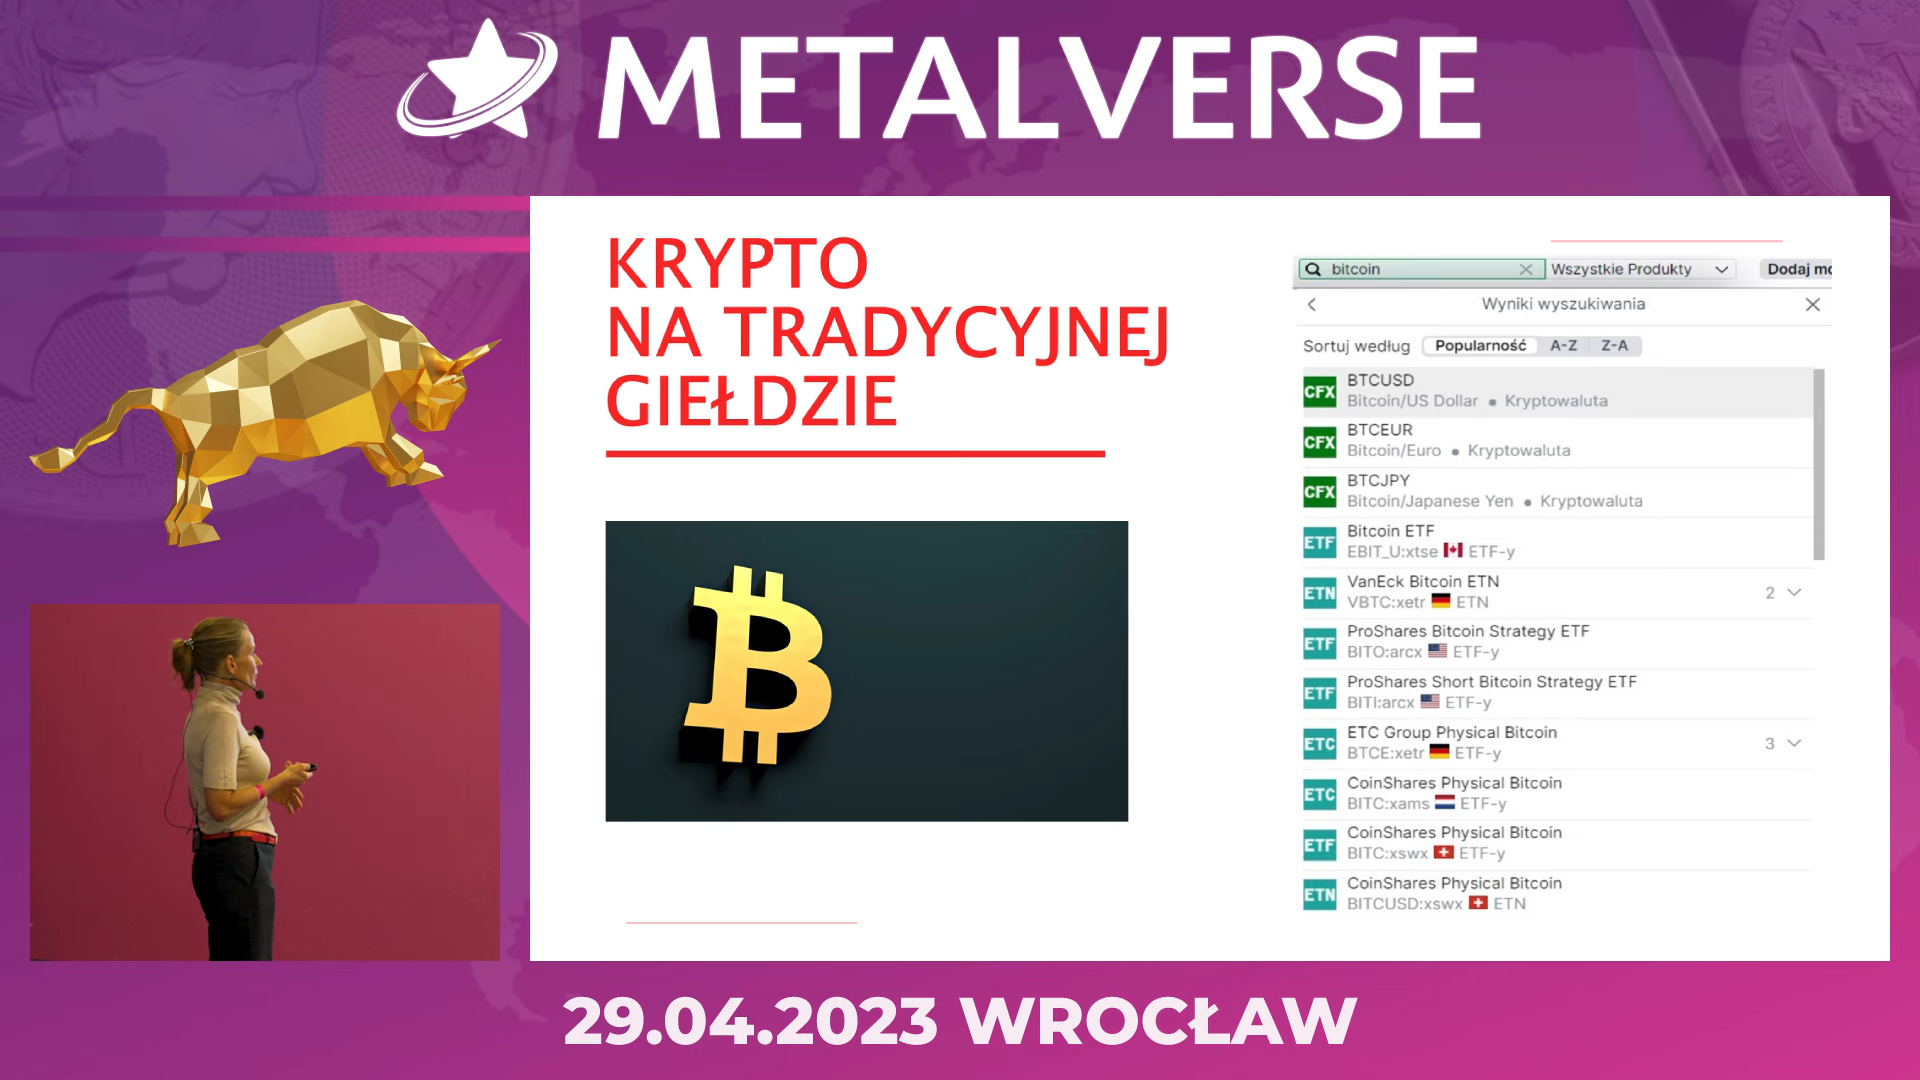 METALVERSE
KRYPTO
NA TRADYCYJNEJ
GIEŁDZIE
bitcoin
Wszystkie Produkty
Dodaj mo
Wyniki wyszukiwania
Sortuj według
Popularność
A-Z
Z-A
CFX
BTCUSD
Bitcoin/US Dollar ● Kryptowaluta
CFX
BTCEUR
Bitcoin/Euro ● Kryptowaluta
CFX
BTCJPY
Bitcoin/Japanese Yen ● Kryptowaluta
ETF
Bitcoin ETF
EBIT_U:xtse ETF-y
ETN
VanEck Bitcoin ETN
VBTC:xetr ETN
2
ETF
ProShares Bitcoin Strategy ETF
BITO:arcx ETF-y
ETF
ProShares Short Bitcoin Strategy ETF
BITI:arcx ETF-y
ETC
ETC Group Physical Bitcoin
BTCE:xetr ETF-y
3
ETC
CoinShares Physical Bitcoin
BITC:xams ETF-y
ETF
CoinShares Physical Bitcoin
BITC:xswx ETF-y
ETN
CoinShares Physical Bitcoin
BITCUSD:xswx ETN
29.04.2023 WROCŁAW